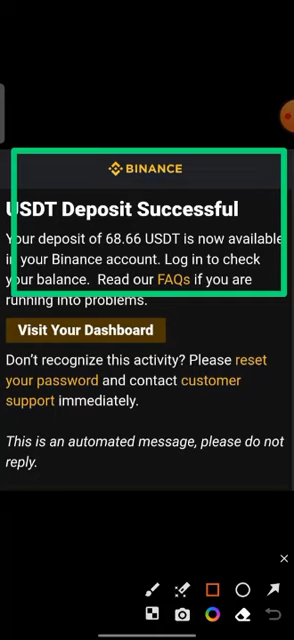 BINANCE
USDT Deposit Successful
Your deposit of 68.66 USDT is now available
in your Binance account. Log in to check
your balance. Read our FAQs if you are
running into problems.
Visit Your Dashboard
Don't recognize this activity? Please reset
your password and contact customer
support immediately.
This is an automated message, please do not
reply.